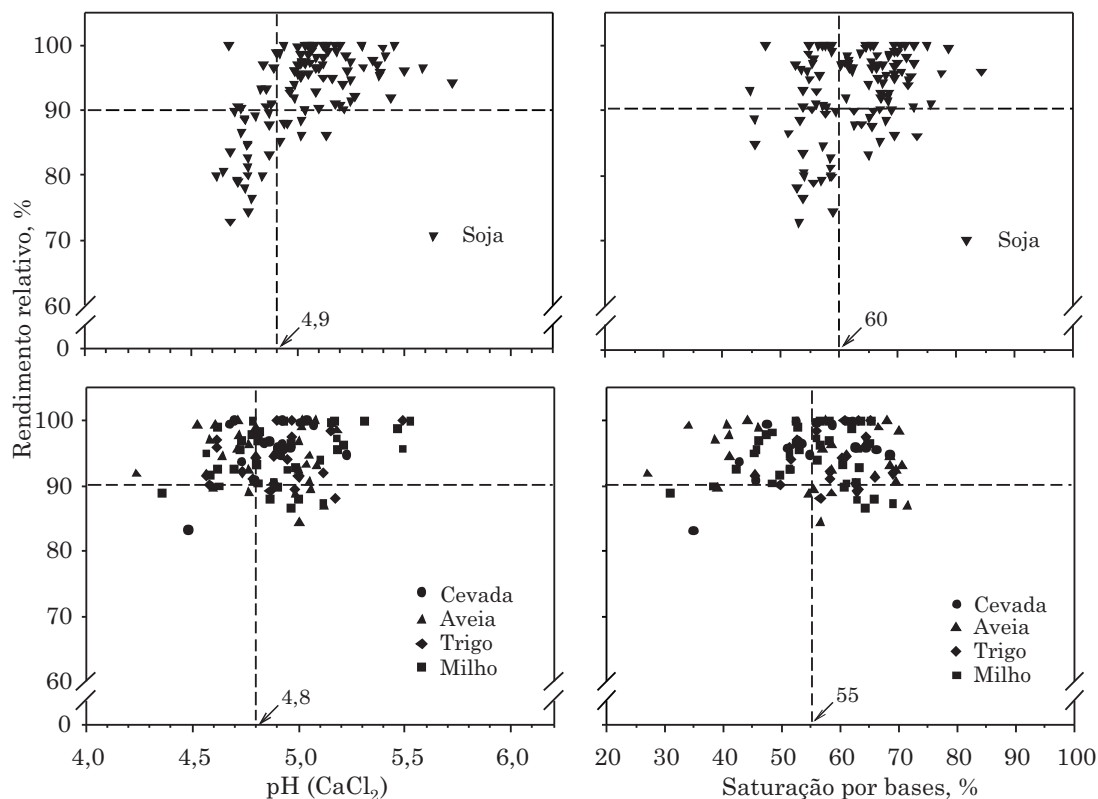 Rendimento relativo, %
100
90
80
70
60
0
Soja
4,9
Soja
60
100
90
80
70
60
0
Cevada
Aveia
Trigo
Milho
4,8
4,0
4,5
5,0
5,5
6,0
pH (CaCl₂)
Cevada
Aveia
Trigo
Milho
55
20
30
40
50
60
70
80
90
100
Saturação por bases, %